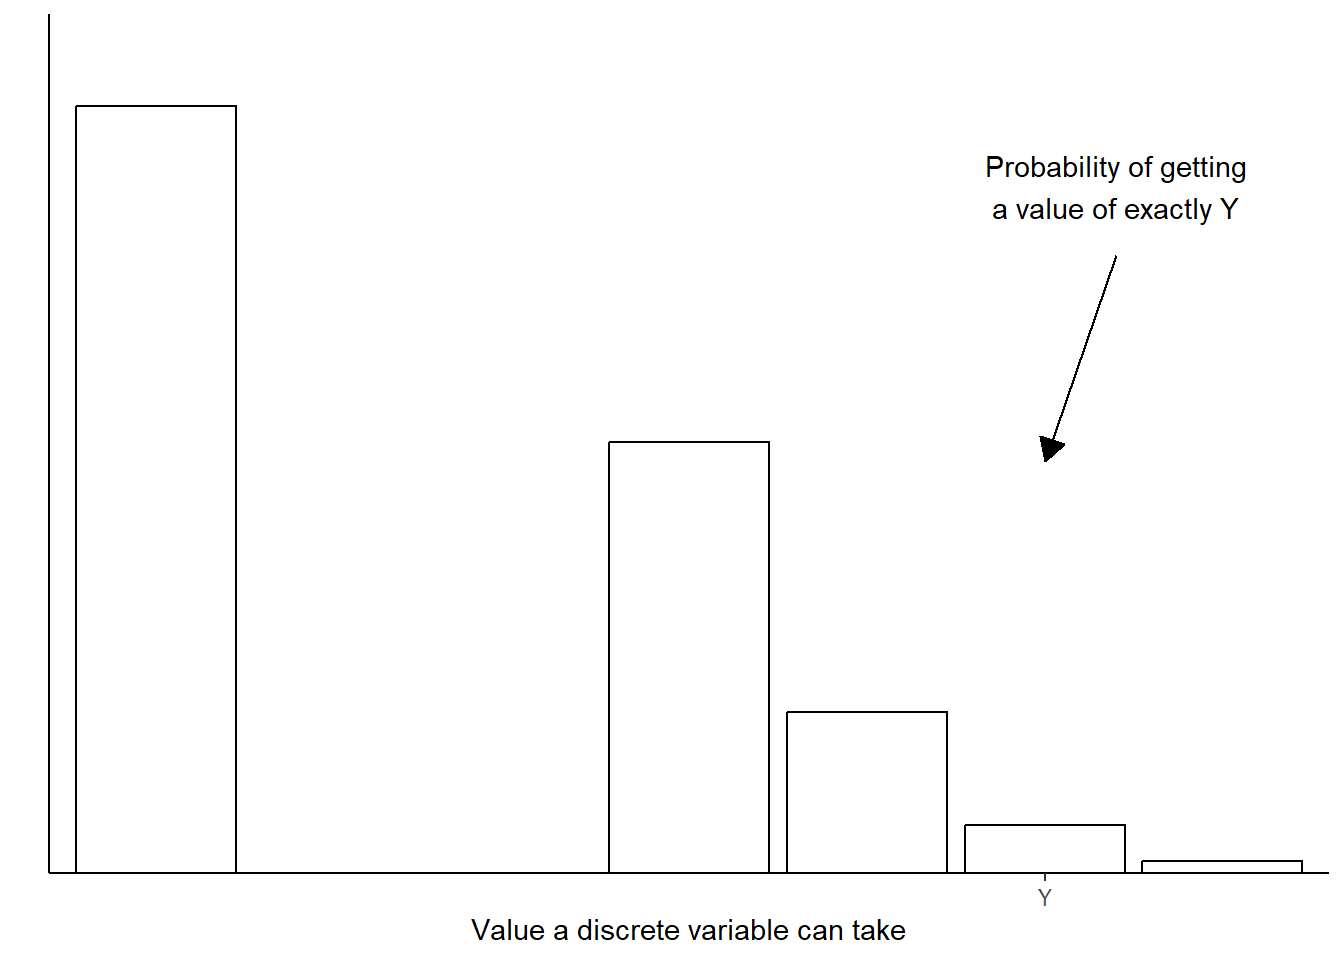 Probability of getting
a value of exactly Y
Y
Value a discrete variable can take